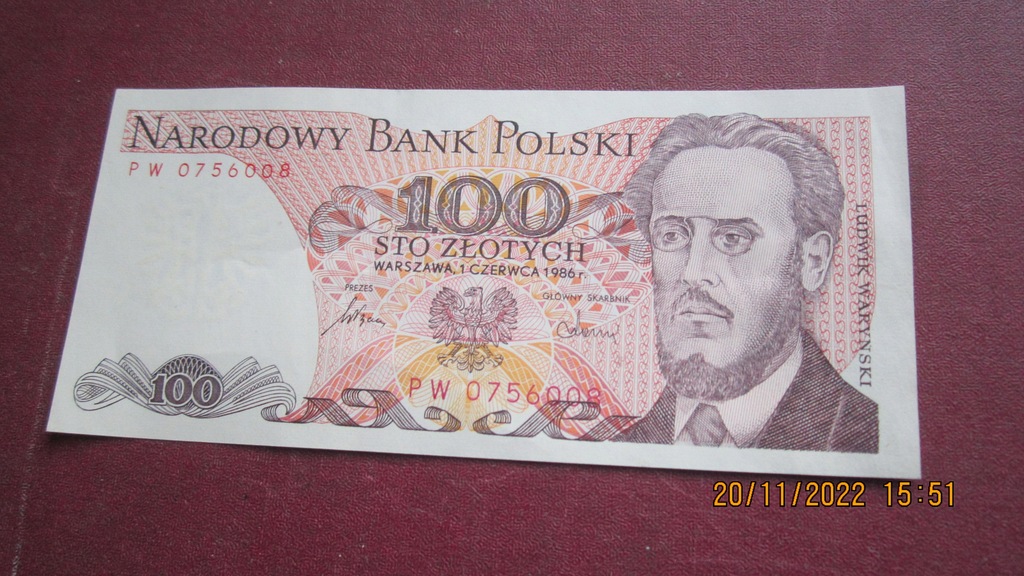 NARODOWY BANK POLSKI
PW 0756008
100
STO ZŁOTYCH
WARSZAWA, 1 CZERWCA 1986 r.
PREZES
GŁÓWNY SKARBNIK
LUDWIK WARYŃSKI
100
PW 0756008
20/11/2022 15:51